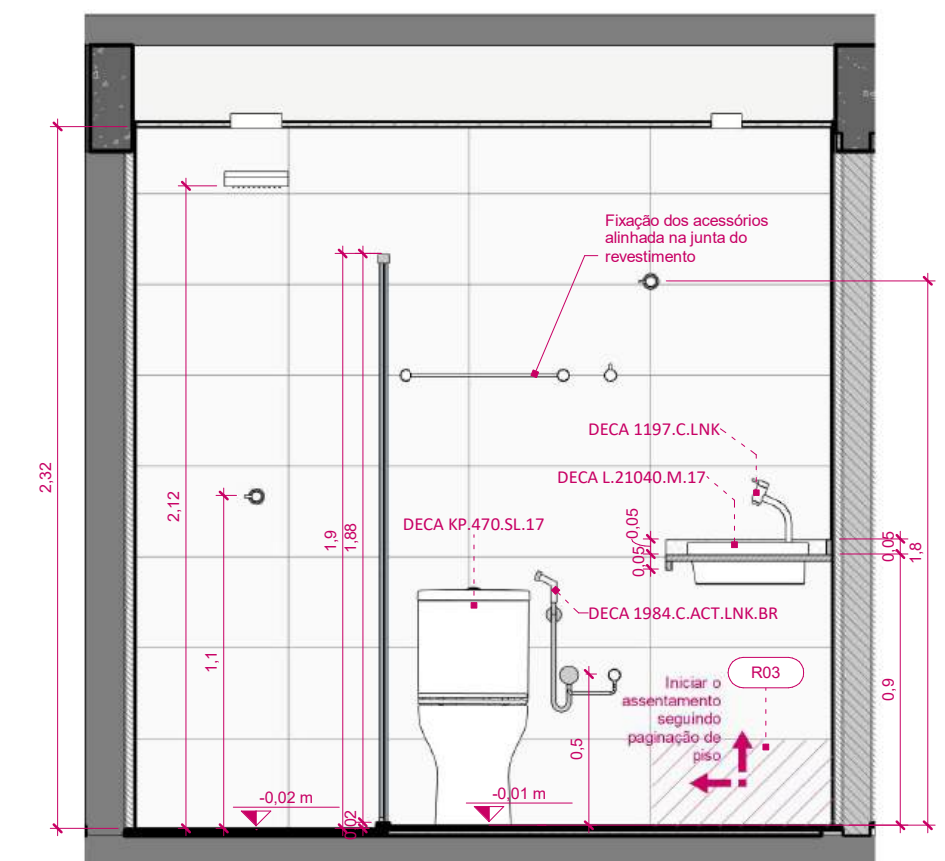 Fixação dos acessórios
alinhada na junta do
revestimento
DECA 1197.C.LNK
DECA L.21040.M.17
2,32
2,12
1,9
1,88
DECA KP.470.SL.17
0,05
0,05
0,05
1,8
DECA 1984.C.ACT.LNK.BR
1,1
R03
Iniciar o
assentamento
seguindo
paginação de
piso
0,5
0,9
-0,02 m
-0,01 m
0,02